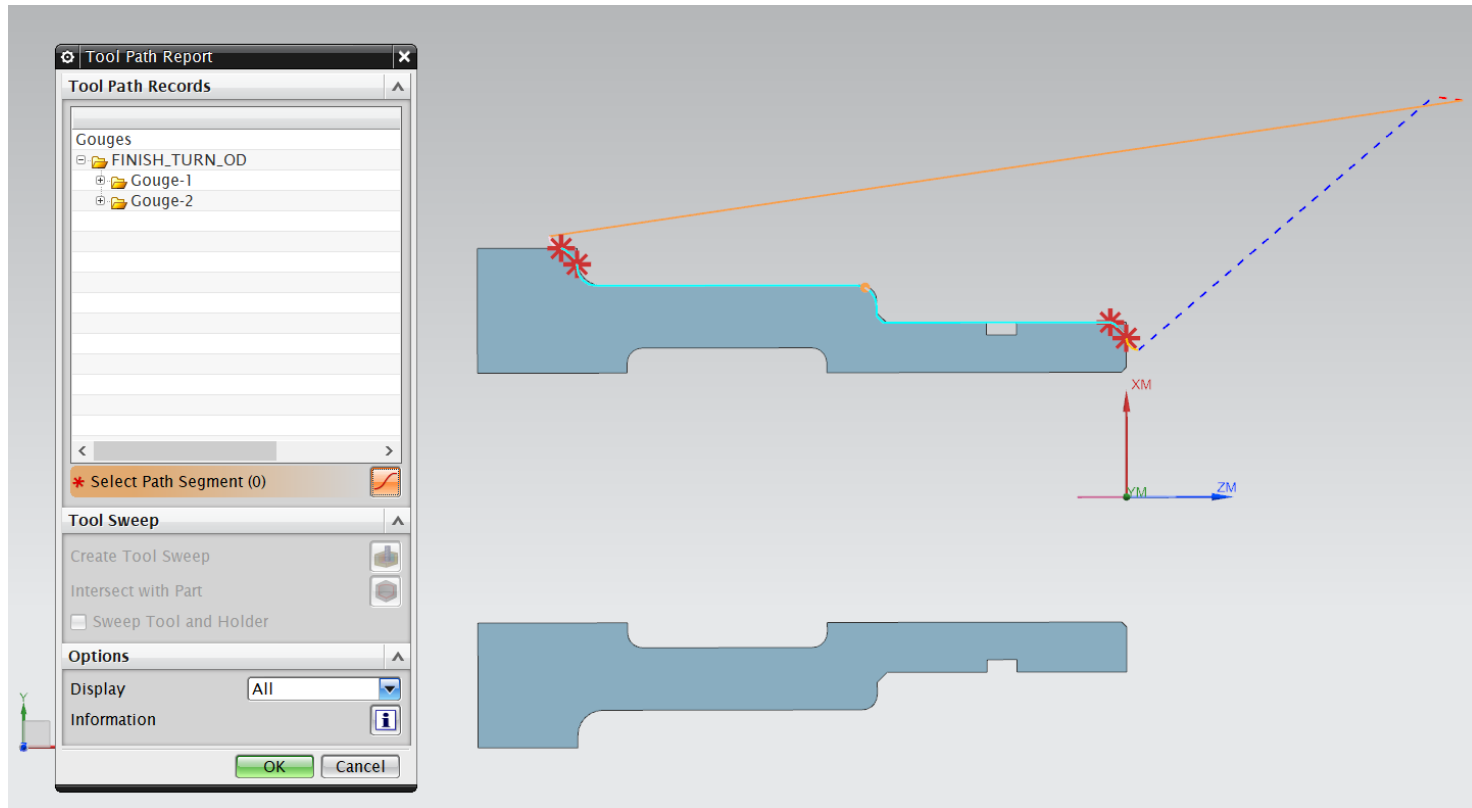 Tool Path Report
Tool Path Records
Gouges
FINISH_TURN_OD
Gouge-1
Gouge-2
* Select Path Segment (0)
Tool Sweep
Create Tool Sweep
Intersect with Part
Sweep Tool and Holder
Options
Display All
Information
OK Cancel
XM
YM
ZM
Y